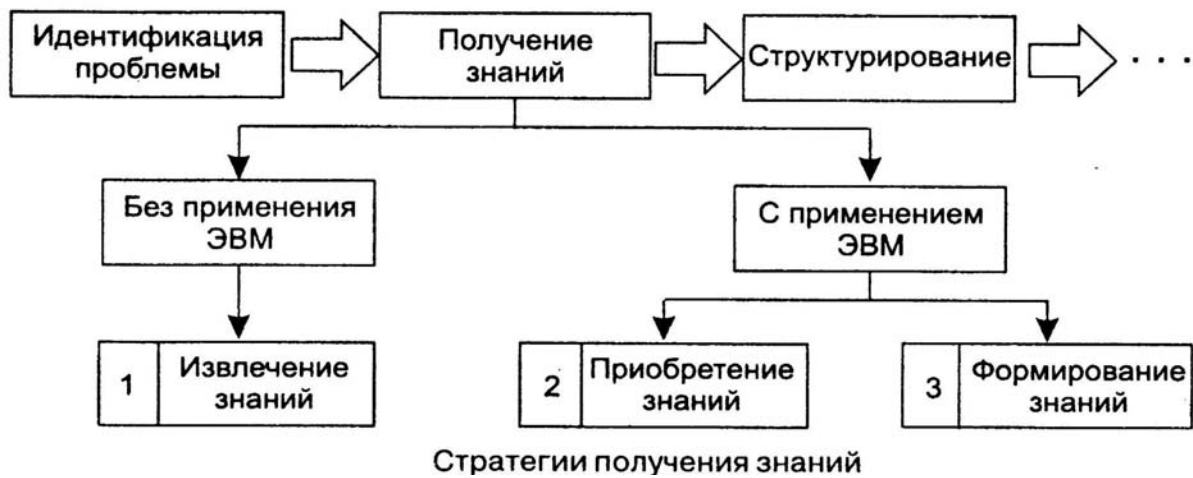 Идентификация
проблемы
Получение
знаний
Структурирование
. . .
Без применения
ЭВМ
С применением
ЭВМ
1
Извлечение
знаний
2
Приобретение
знаний
3
Формирование
знаний
Стратегии получения знаний